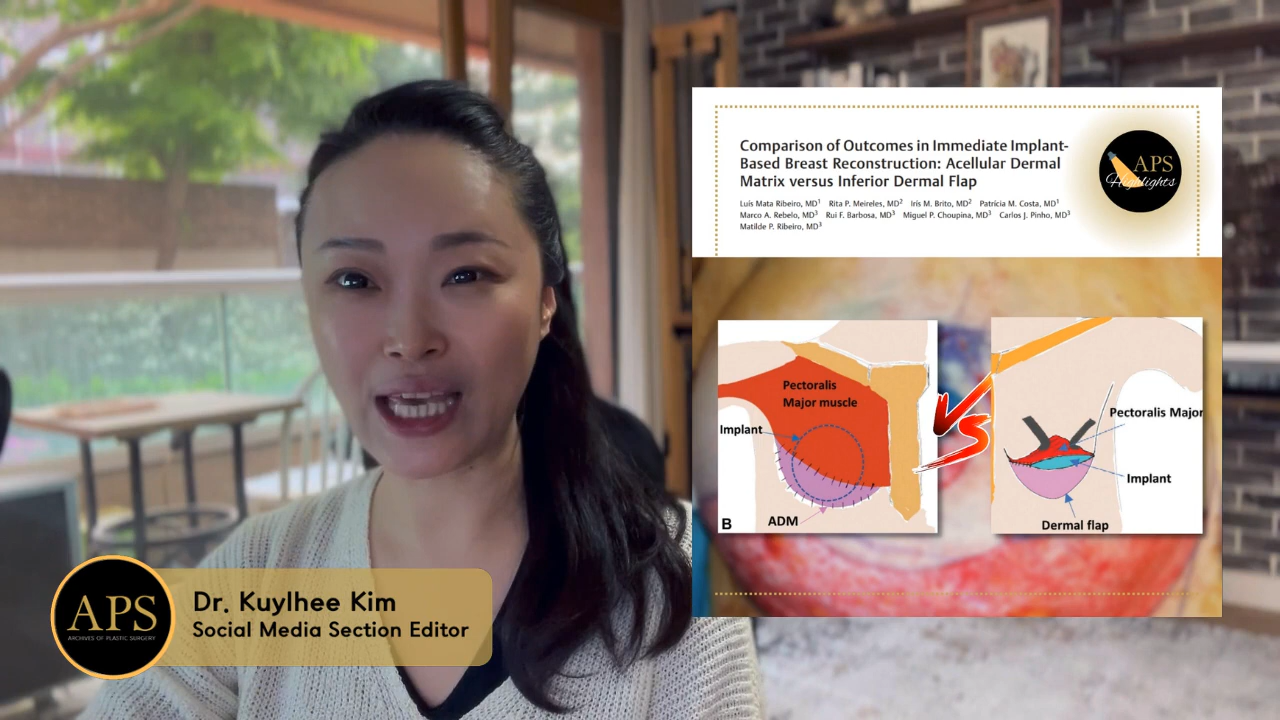 Comparison of Outcomes in Immediate Implant-
Based Breast Reconstruction: Acellular Dermal
Matrix versus Inferior Dermal Flap
Luís Mata Ribeiro, MD1 Rita P. Meireles, MD2 Irís M. Brito, MD2 Patrícia M. Costa, MD1
Marco A. Rebelo, MD3 Rui F. Barbosa, MD3 Miguel P. Choupina, MD3 Carlos J. Pinho, MD3
Matilde P. Ribeiro, MD3
APS
Highlights
Pectoralis
Major muscle
Implant
ADM
B
VS
Pectoralis Major
Implant
Dermal flap
APS
ARCHIVES OF PLASTIC SURGERY
Dr. Kuylhee Kim
Social Media Section Editor